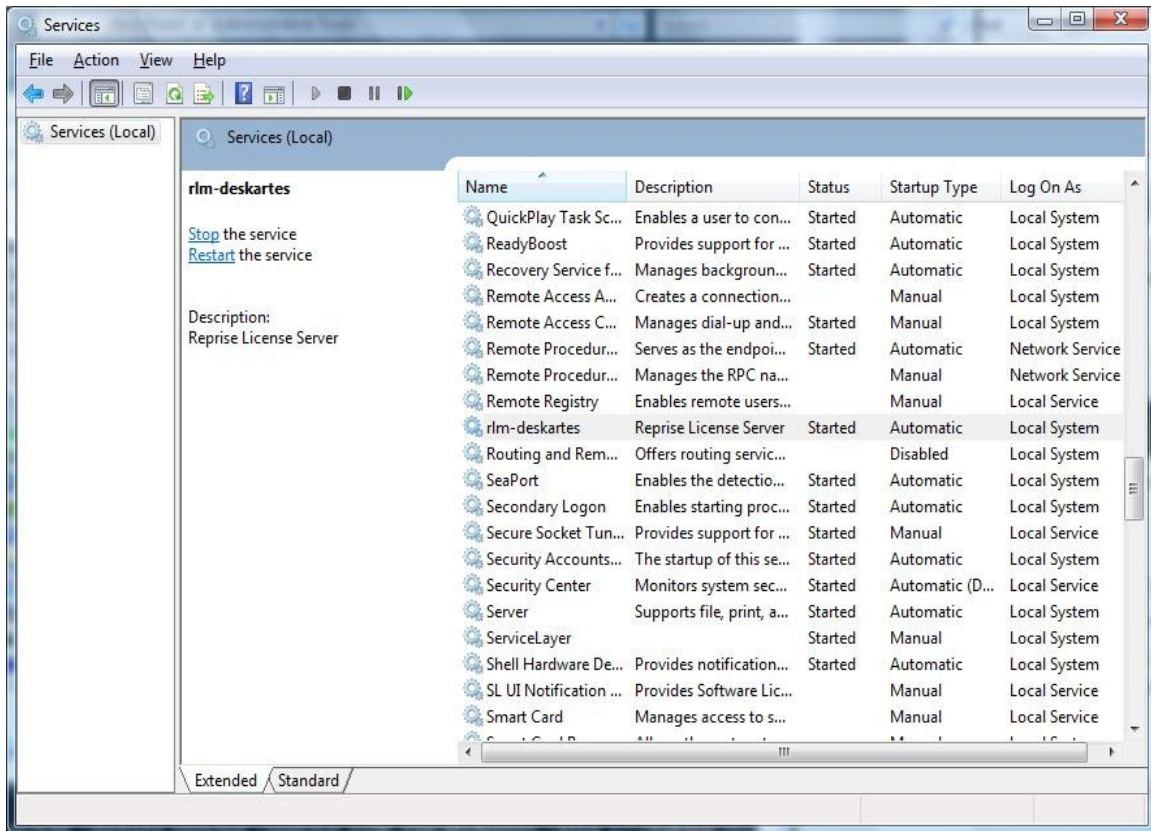 Services
File Action View Help
Services (Local)
Services (Local)
rlm-deskartes
Stop the service
Restart the service
Description:
Reprise License Server
Name Description Status Startup Type Log On As
QuickPlay Task Sc... Enables a user to con... Started Automatic Local System
ReadyBoost Provides support for ... Started Automatic Local System
Recovery Service f... Manages backgroun... Started Automatic Local System
Remote Access A... Creates a connection... Manual Local System
Remote Access C... Manages dial-up and... Started Manual Local System
Remote Procedur... Serves as the endpoi... Started Automatic Network Service
Remote Procedur... Manages the RPC na... Manual Network Service
Remote Registry Enables remote users... Manual Local Service
rlm-deskartes Reprise License Server Started Automatic Local System
Routing and Rem... Offers routing servic... Disabled Local System
SeaPort Enables the detectio... Started Automatic Local System
Secondary Logon Enables starting proc... Started Automatic Local System
Secure Socket Tun... Provides support for ... Started Manual Local Service
Security Accounts... The startup of this se... Started Automatic Local System
Security Center Monitors system sec... Started Automatic (D... Local Service
Server Supports file, print, a... Started Automatic Local System
ServiceLayer Started Manual Local System
Shell Hardware De... Provides notification... Started Automatic Local System
SL UI Notification ... Provides Software Lic... Manual Local Service
Smart Card Manages access to s... Manual Local Service
Extended Standard